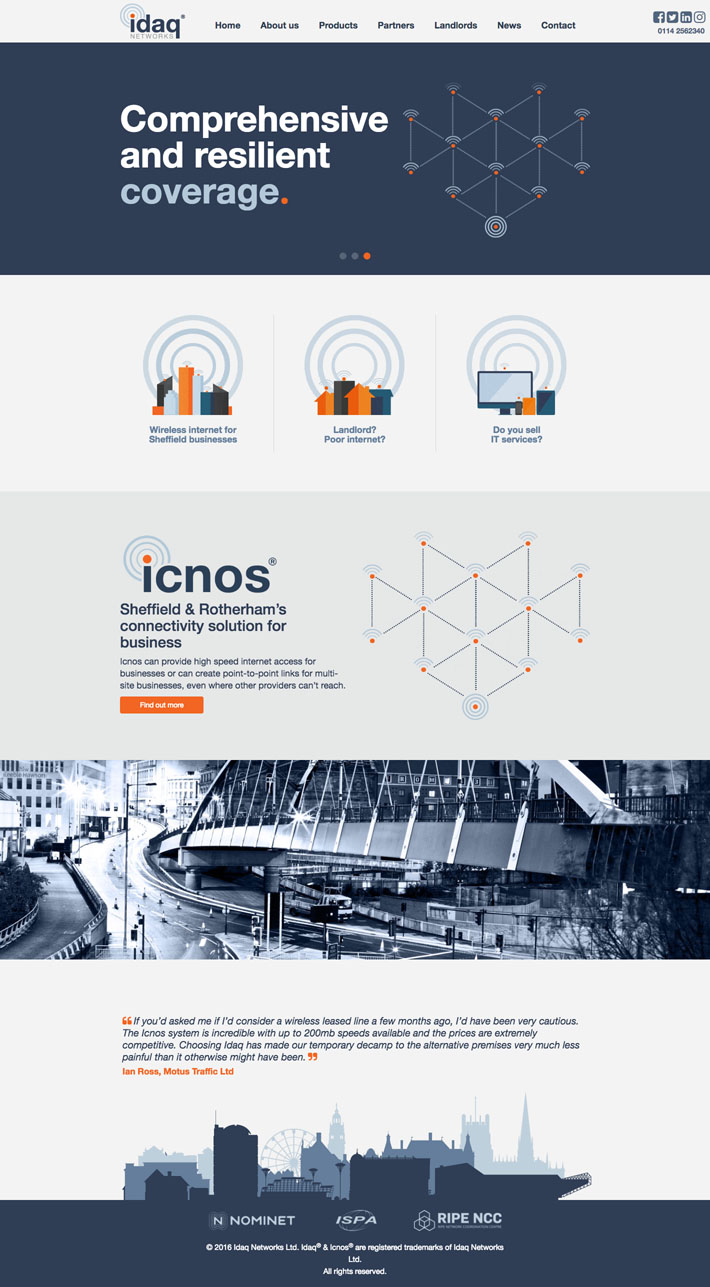 idaq®
NETWORKS
Home About us Products Partners Landlords News Contact
0114 2562340
Comprehensive
and resilient
coverage.
Wireless internet for
Sheffield businesses
Landlord?
Poor internet?
Do you sell
IT services?
icnos®
Sheffield & Rotherham's
connectivity solution for
business
Icnos can provide high speed internet access for
businesses or can create point-to-point links for multi-
site businesses, even where other providers can't reach.
Find out more
❝ If you'd asked me if I'd consider a wireless leased line a few months ago, I'd have been very cautious.
The Icnos system is incredible with up to 200mb speeds available and the prices are extremely
competitive. Choosing Idaq has made our temporary decamp to the alternative premises very much less
painful than it otherwise might have been. ❞
Ian Ross, Motus Traffic Ltd
NOMINET
ISPA
RIPE NCC
RIPE NETWORK COORDINATION CENTRE
© 2016 Idaq Networks Ltd. Idaq® & Icnos® are registered trademarks of Idaq Networks
Ltd.
All rights reserved.